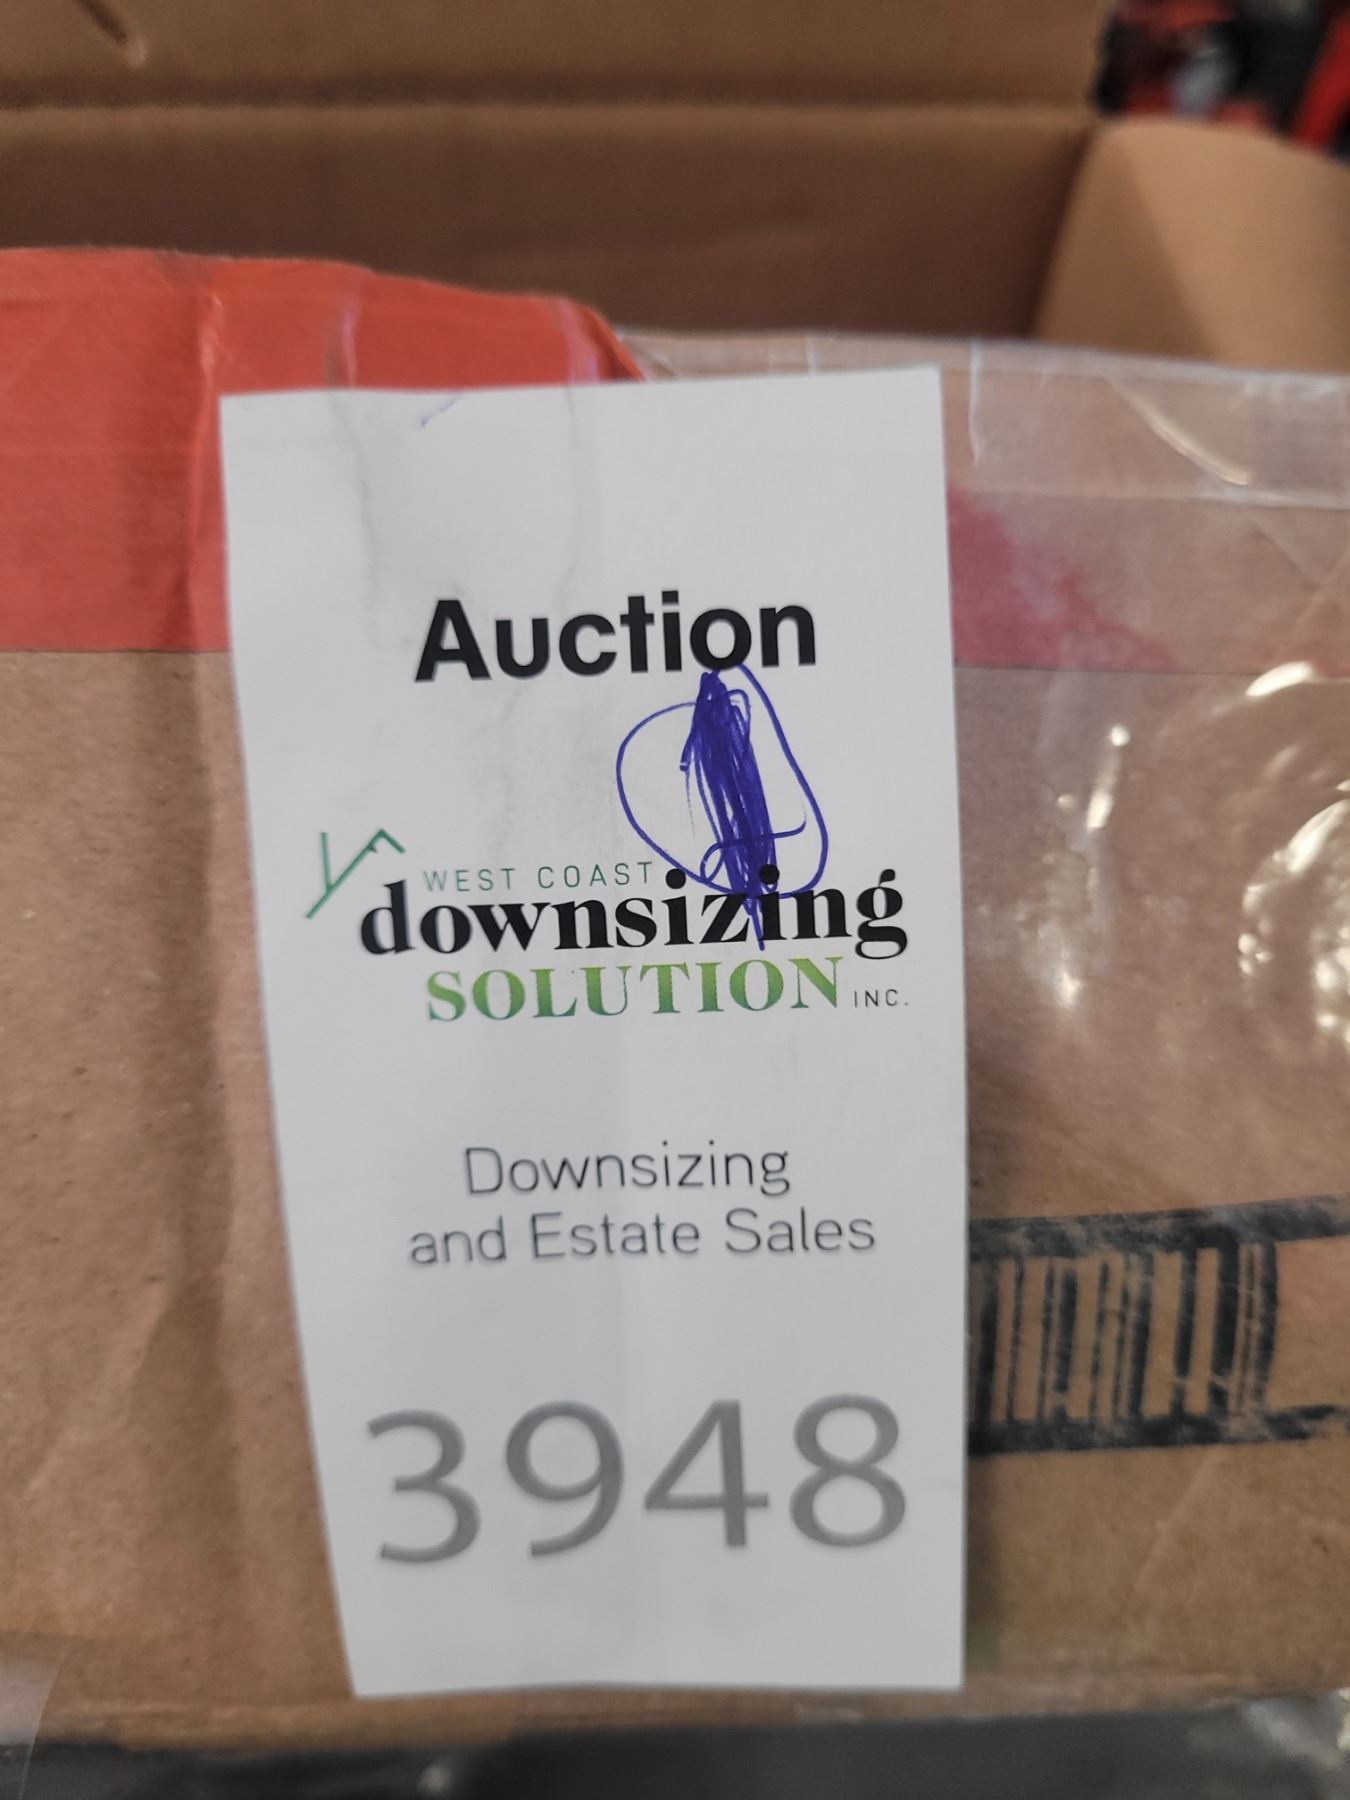 Auction
WEST COAST
downsizing
SOLUTION INC.
Downsizing
and Estate Sales
3948